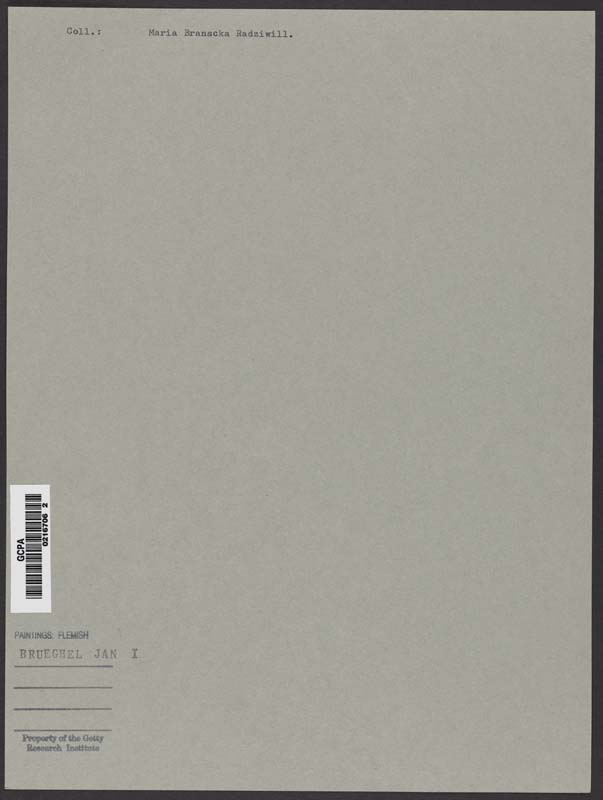 Coll.: Maria Branscka Radziwill.
GCPA
0216706 2
PAINTINGS: FLEMISH
BRUEGHEL JAN I
Property of the Getty
Research Institute